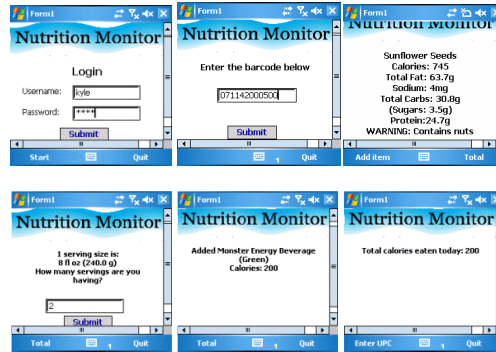 Form1
Nutrition Monitor
Login
Username: kyle
Password: ****
Submit
Start Quit
Form1
Nutrition Monitor
Enter the barcode below
071142000500
Submit
1 Quit
Form1
Nutrition Monitor
Sunflower Seeds
Calories: 745
Total Fat: 63.7g
Sodium: 4mg
Total Carbs: 30.8g
(Sugars: 3.5g)
Protein:24.7g
WARNING: Contains nuts
Add item Total
Form1
Nutrition Monitor
1 serving size is:
8 fl oz (240.0 g)
How many servings are you
having?
2
Submit
Total 1 Quit
Form1
Nutrition Monitor
Added Monster Energy Beverage
(Green)
Calories: 200
Total 1 Quit
Form1
Nutrition Monitor
Total calories eaten today: 200
Enter UPC 1 Quit